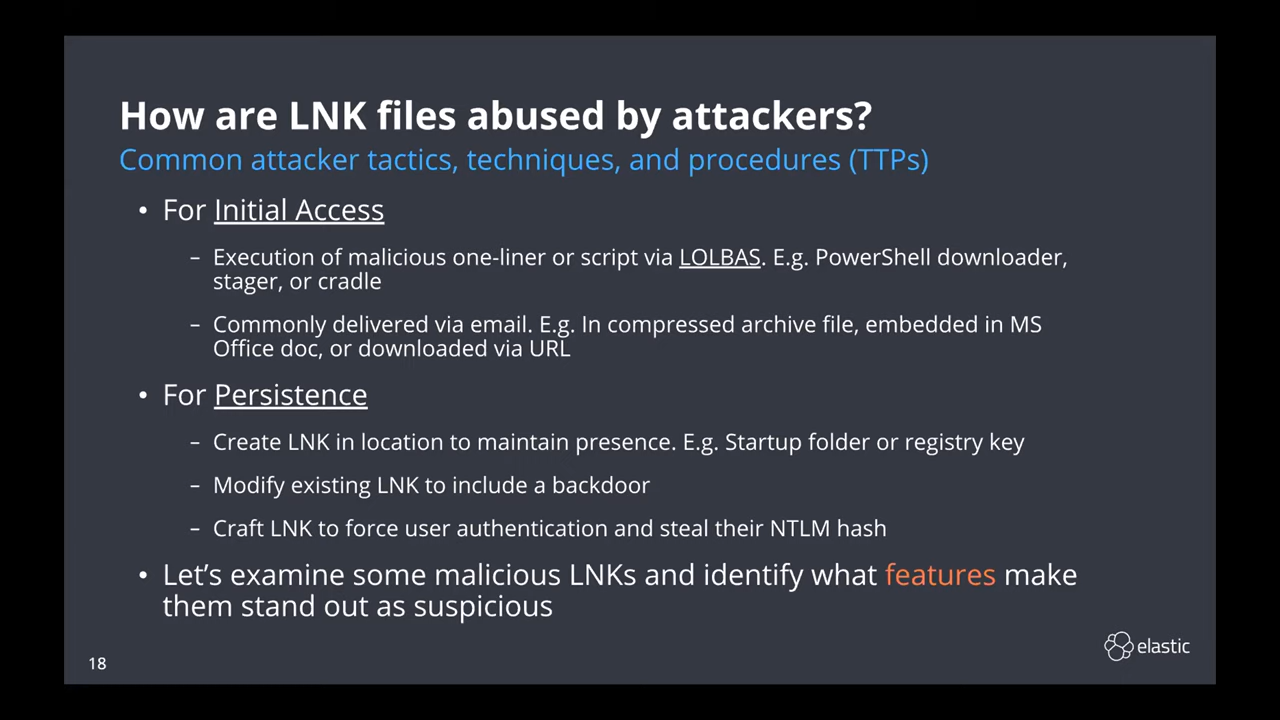 How are LNK files abused by attackers?
Common attacker tactics, techniques, and procedures (TTPs)
• For Initial Access
– Execution of malicious one-liner or script via LOLBAS. E.g. PowerShell downloader,
stager, or cradle
– Commonly delivered via email. E.g. In compressed archive file, embedded in MS
Office doc, or downloaded via URL
• For Persistence
– Create LNK in location to maintain presence. E.g. Startup folder or registry key
– Modify existing LNK to include a backdoor
– Craft LNK to force user authentication and steal their NTLM hash
• Let’s examine some malicious LNKs and identify what features make
them stand out as suspicious
elastic
18